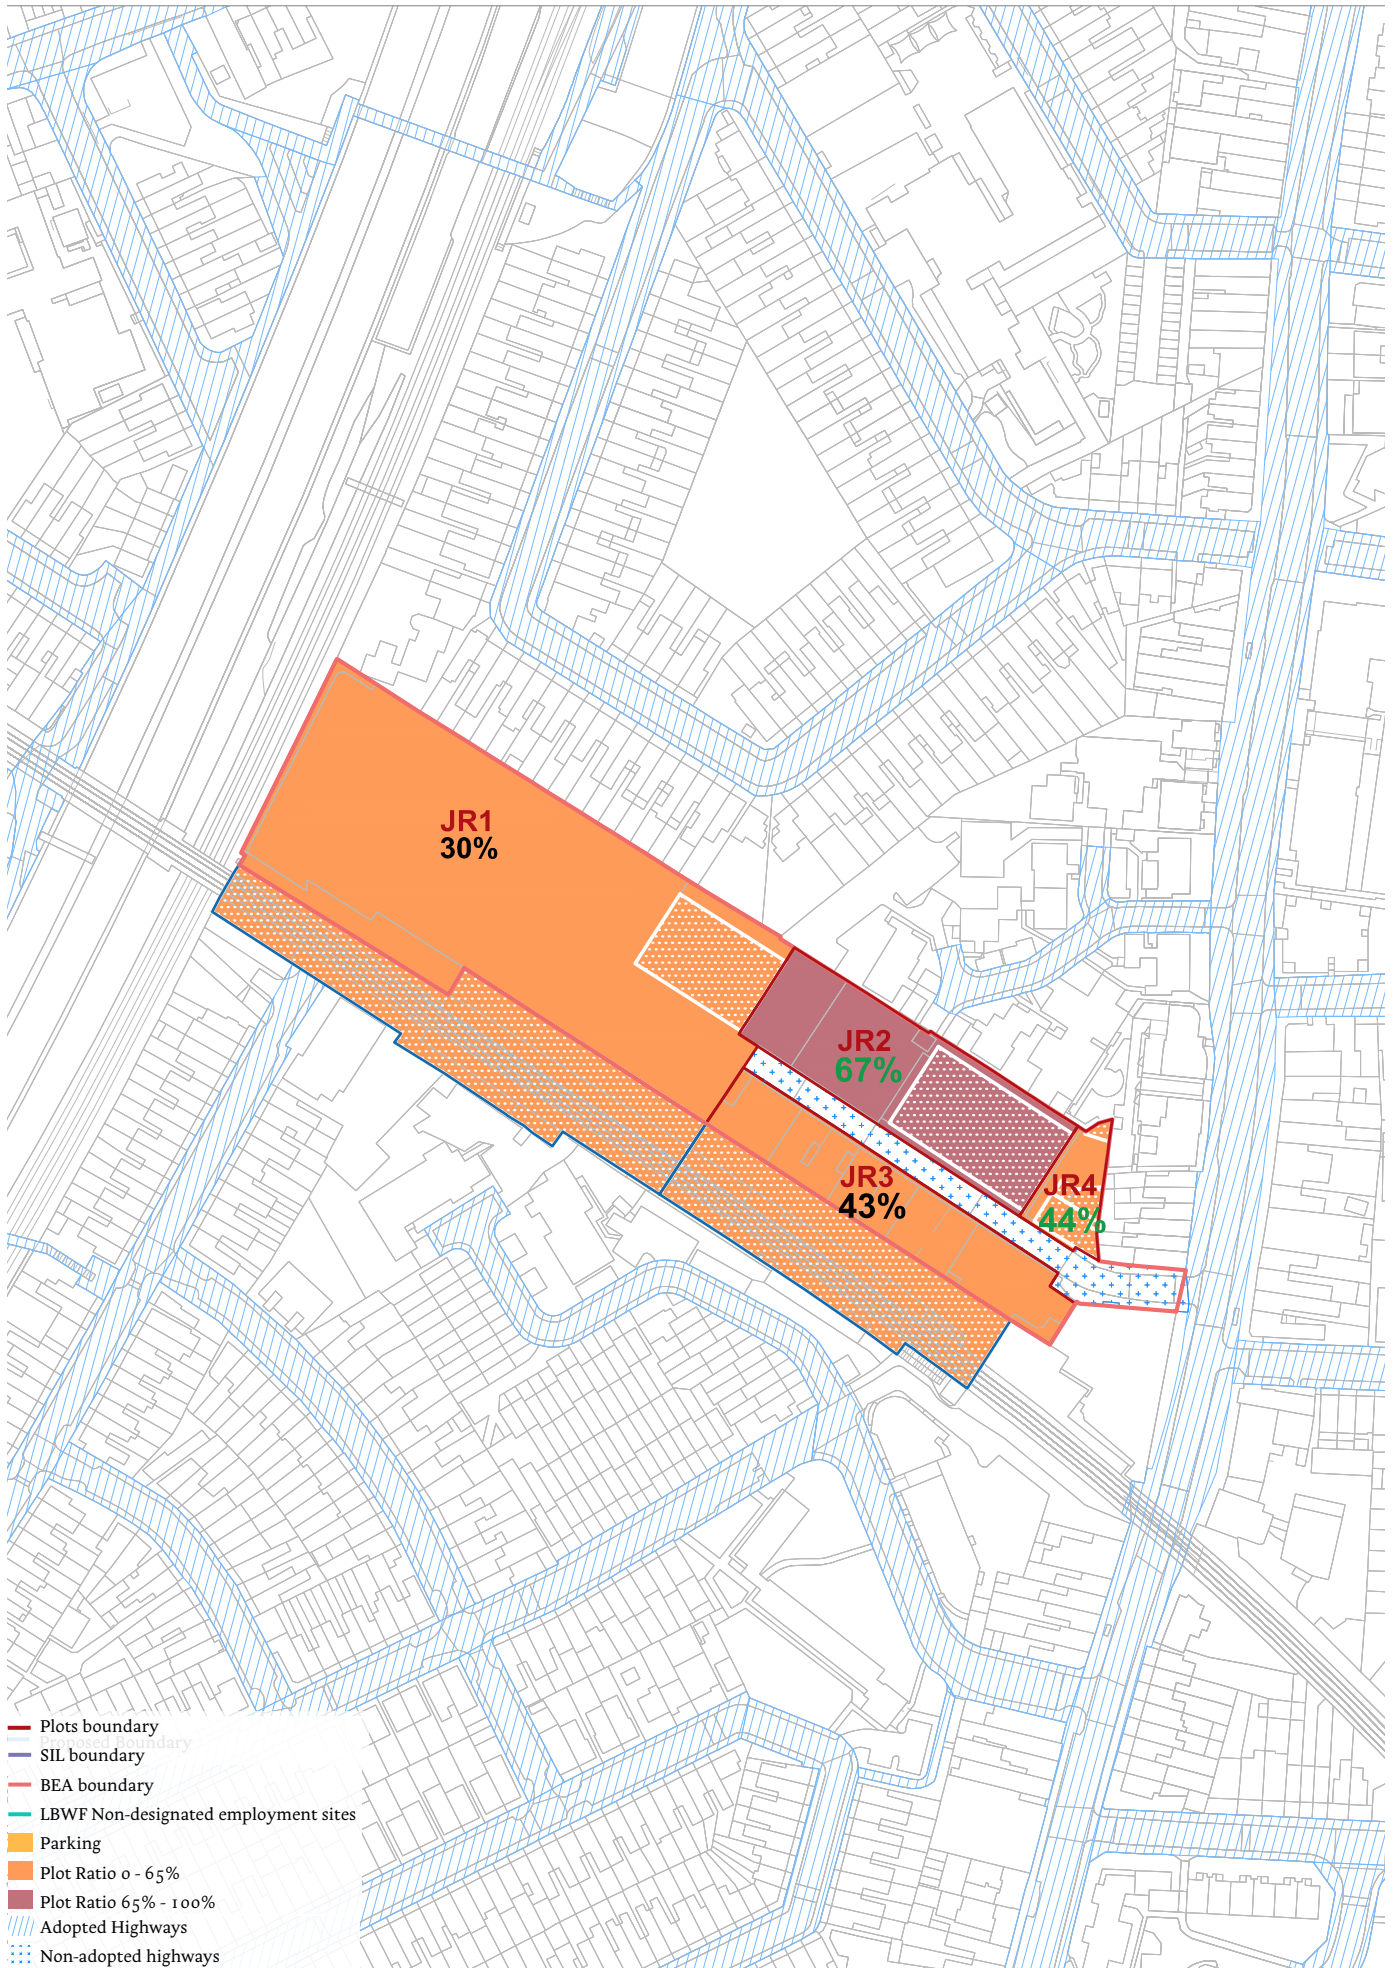 JR1
30%
JR2
67%
JR3
43%
JR4
44%
Plots boundary
Proposed Boundary
SIL boundary
BEA boundary
LBWF Non-designated employment sites
Parking
Plot Ratio 0 - 65%
Plot Ratio 65% - 100%
Adopted Highways
Non-adopted highways